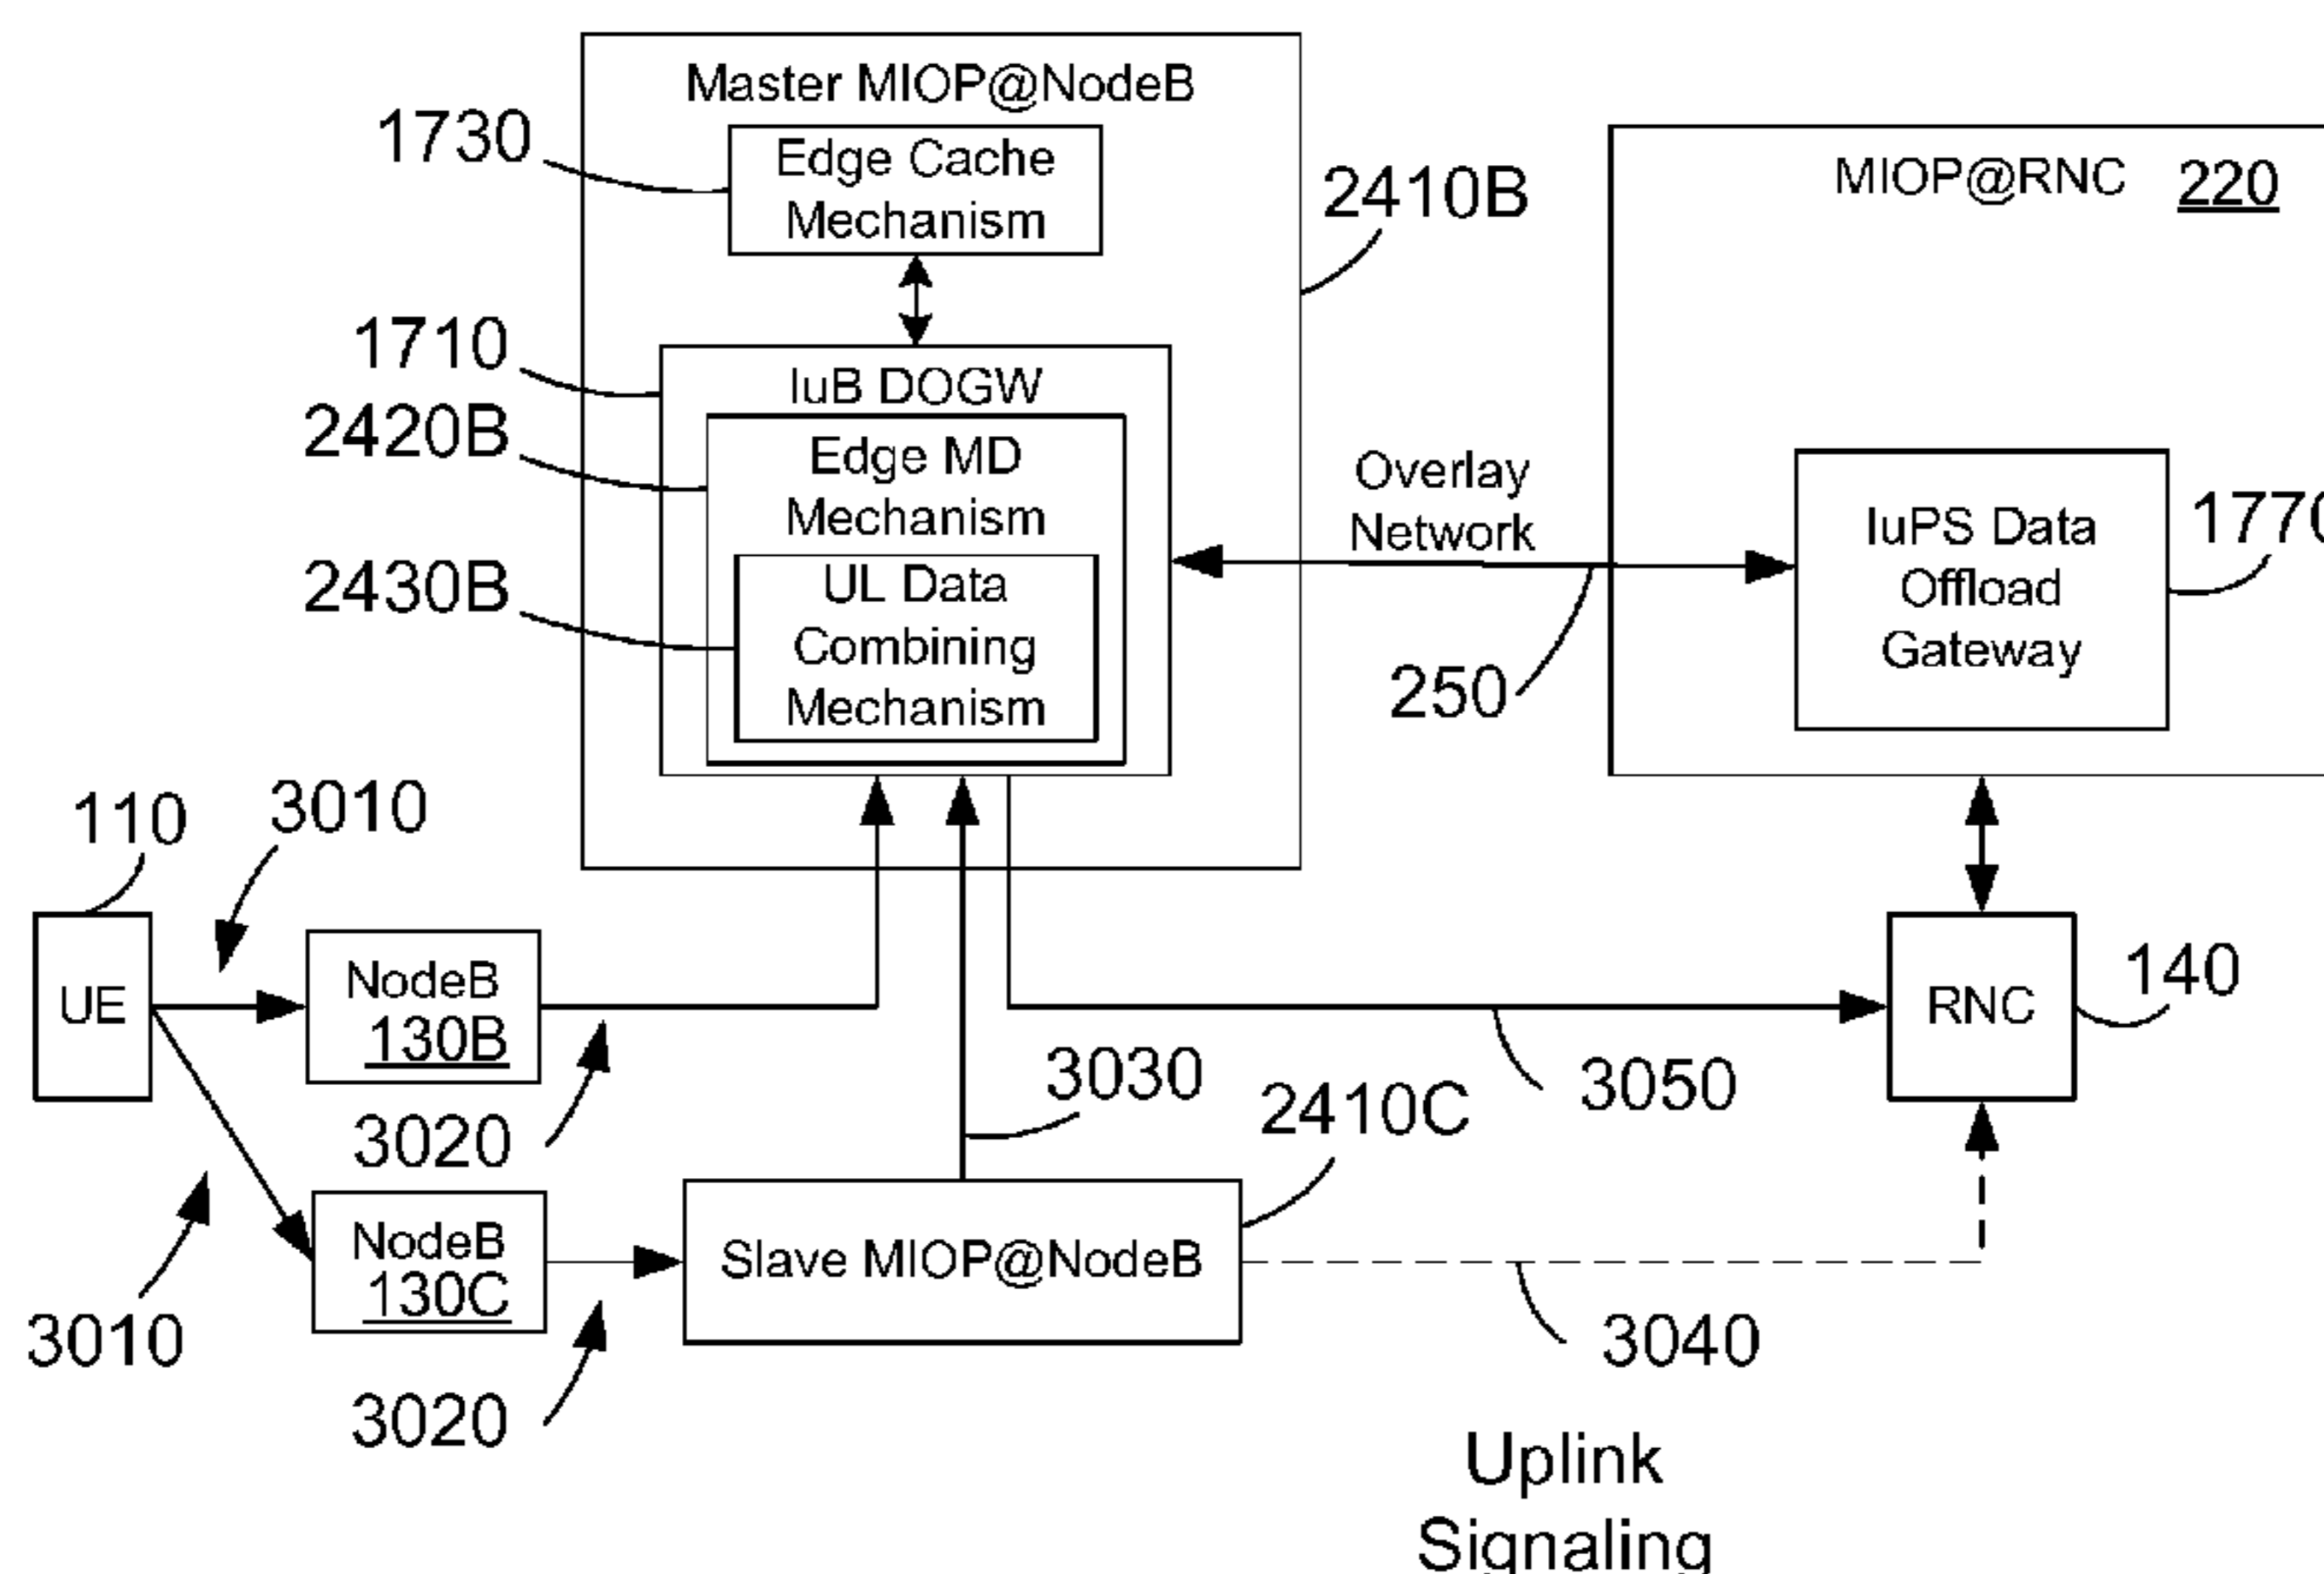 Master MIOP@NodeB
1730
Edge Cache
Mechanism
2410B
MIOP@RNC 220
1710
IuB DOGW
2420B
Edge MD
Mechanism
2430B
UL Data
Combining
Mechanism
Overlay
Network
250
IuPS Data
Offload
Gateway
1770
110
3010
UE
NodeB
130B
3020
3030
2410C
3050
RNC
140
3010
NodeB
130C
3020
Slave MIOP@NodeB
3040
Uplink
Signaling